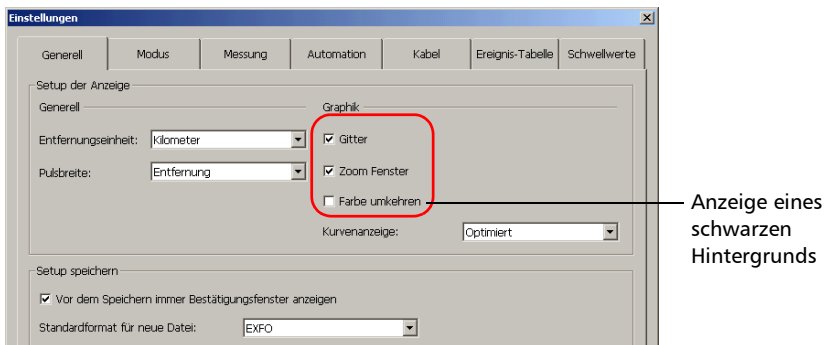 Einstellungen
Generell Modus Messung Automation Kabel Ereignis-Tabelle Schwellwerte
Setup der Anzeige
Generell Graphik
Entfernungseinheit: Kilometer Gitter
Pulsbreite: Entfernung Zoom Fenster
Farbe umkehren
Kurvenanzeige: Optimiert
Anzeige eines
schwarzen
Hintergrunds
Setup speichern
Vor dem Speichern immer Bestätigungsfenster anzeigen
Standardformat für neue Datei: EXFO